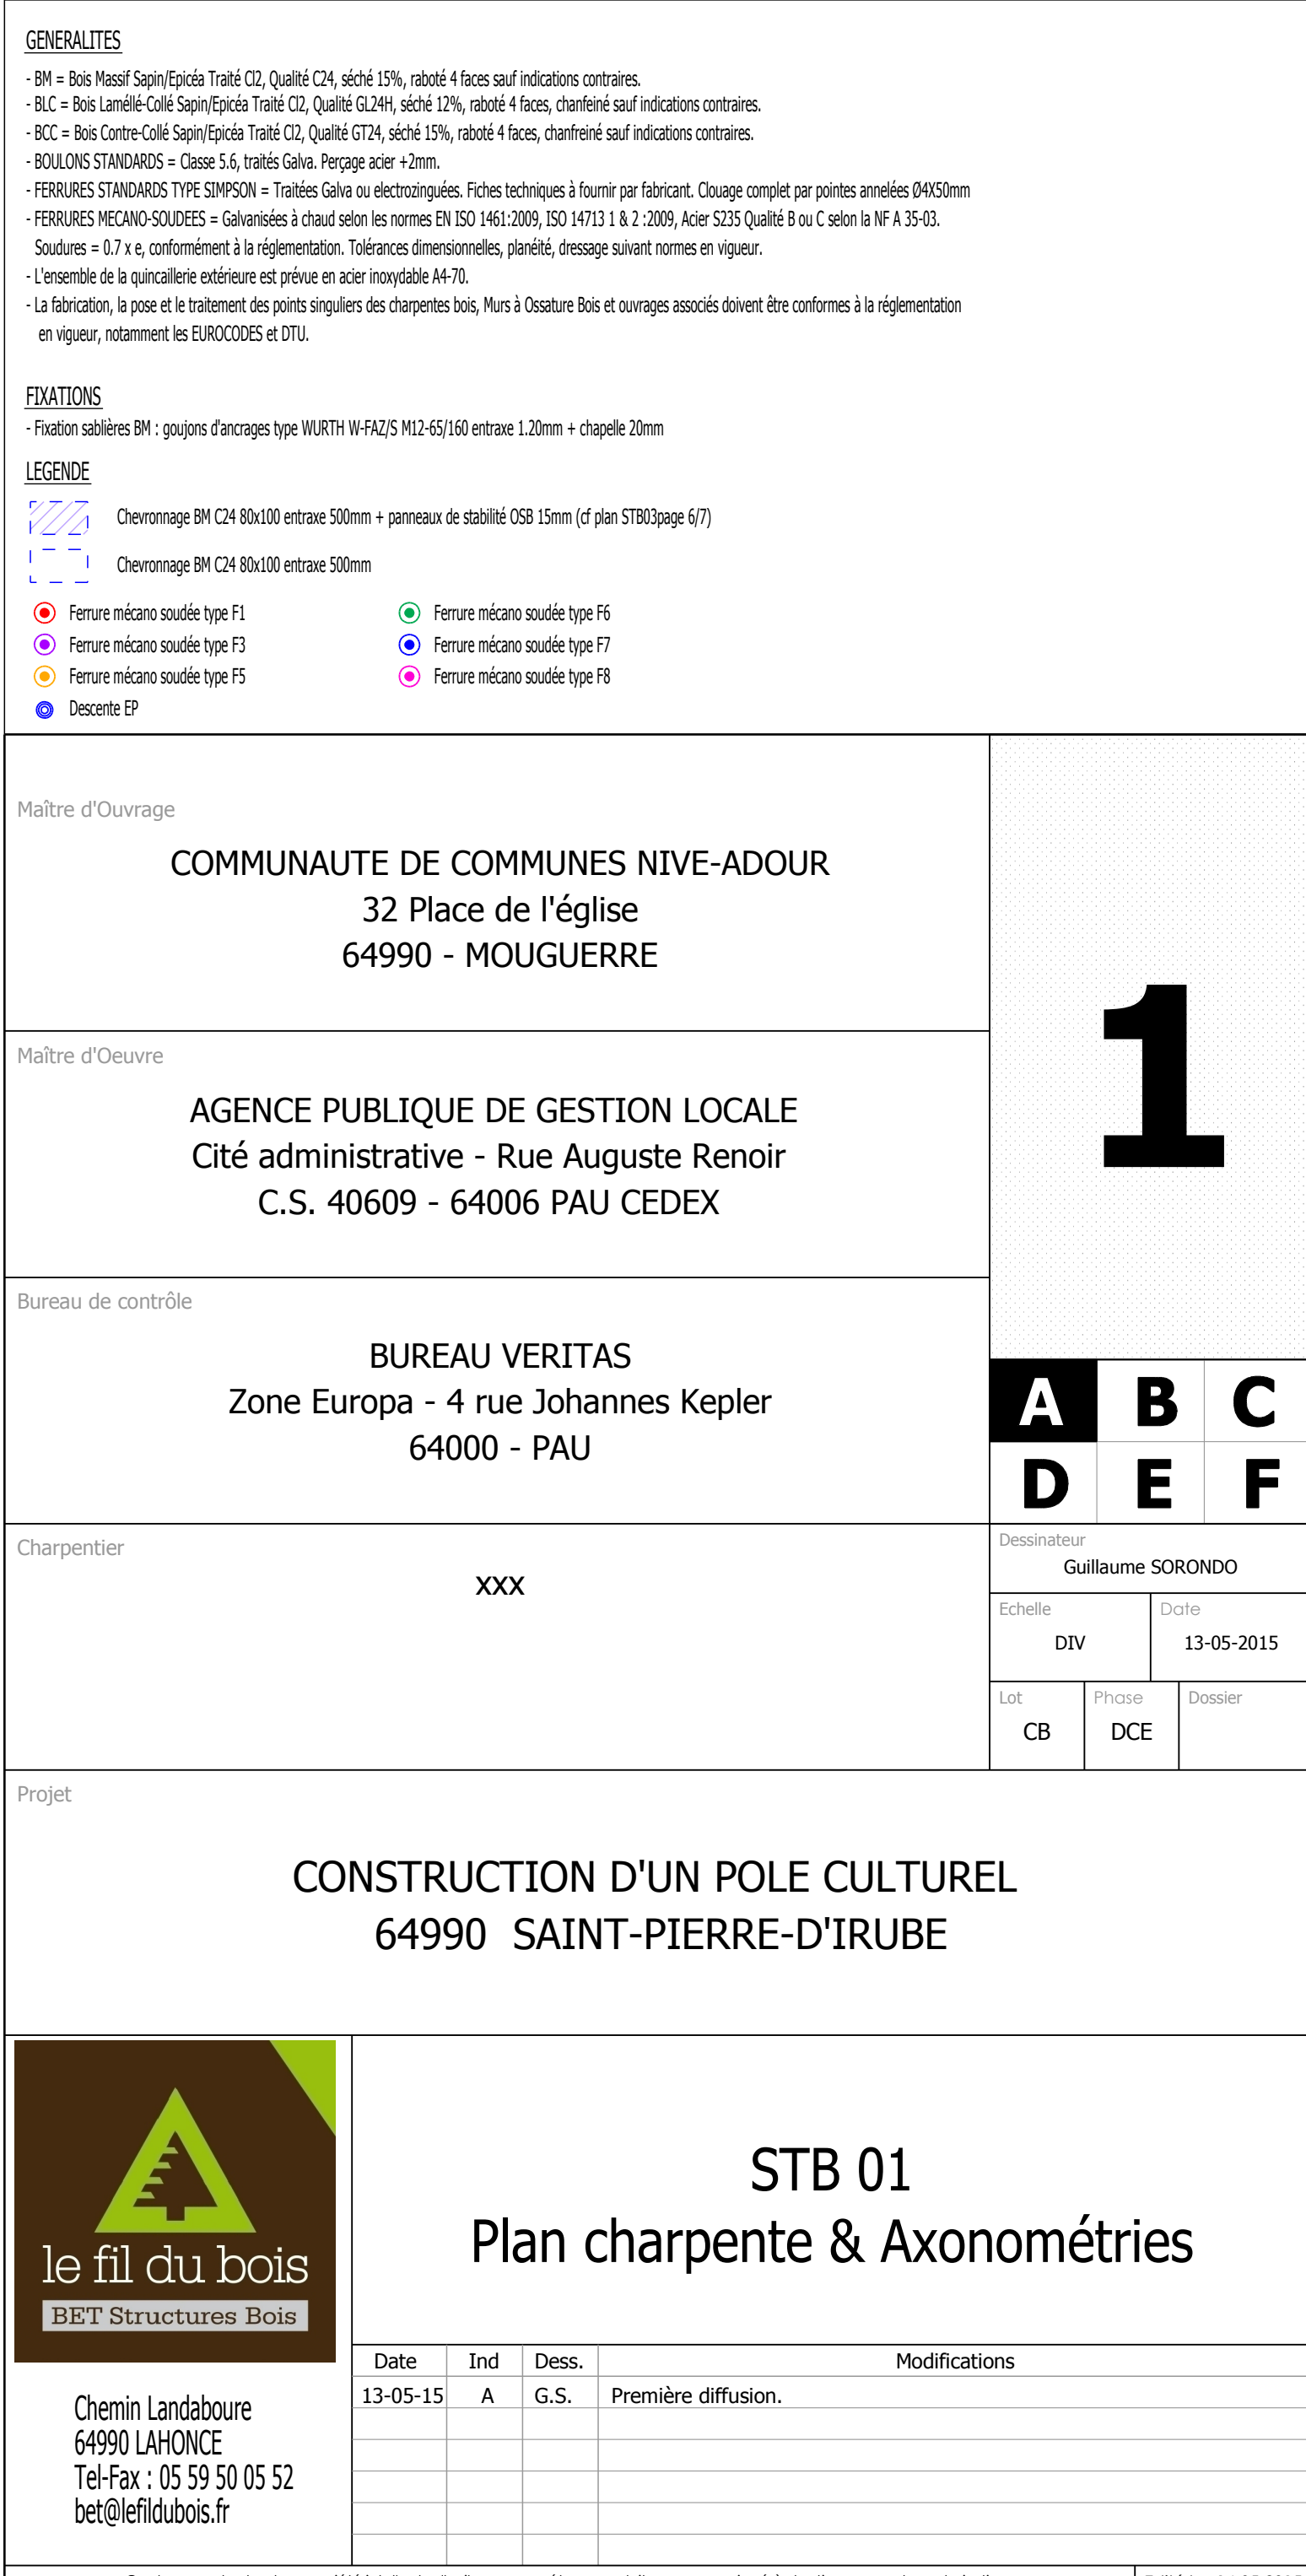 GENERALITES
- BM = Bois Massif Sapin/Epicéa Traité Cl2, Qualité C24, séché 15%, raboté 4 faces sauf indications contraires.
- BLC = Bois Laméllé-Collé Sapin/Epicéa Traité Cl2, Qualité GL24H, séché 12%, raboté 4 faces, chanfeiné sauf indications contraires.
- BCC = Bois Contre-Collé Sapin/Epicéa Traité Cl2, Qualité GT24, séché 15%, raboté 4 faces, chanfreiné sauf indications contraires.
- BOULONS STANDARDS = Classe 5.6, traités Galva. Perçage acier +2mm.
- FERRURES STANDARDS TYPE SIMPSON = Traitées Galva ou electrozinguées. Fiches techniques à fournir par fabricant. Clouage complet par pointes annelées Ø4X50mm
- FERRURES MECANO-SOUDEES = Galvanisées à chaud selon les normes EN ISO 1461:2009, ISO 14713 1 & 2 :2009, Acier S235 Qualité B ou C selon la NF A 35-03.
Soudures = 0.7 x e, conformément à la réglementation. Tolérances dimensionnelles, planéité, dressage suivant normes en vigueur.
- L'ensemble de la quincaillerie extérieure est prévue en acier inoxydable A4-70.
- La fabrication, la pose et le traitement des points singuliers des charpentes bois, Murs à Ossature Bois et ouvrages associés doivent être conformes à la réglementation
en vigueur, notamment les EUROCODES et DTU.
FIXATIONS
- Fixation sablières BM : goujons d'ancrages type WURTH W-FAZ/S M12-65/160 entraxe 1.20mm + chapelle 20mm
LEGENDE
Chevronnage BM C24 80x100 entraxe 500mm + panneaux de stabilité OSB 15mm (cf plan STB03page 6/7)
Chevronnage BM C24 80x100 entraxe 500mm
Ferrure mécano soudée type F1
Ferrure mécano soudée type F6
Ferrure mécano soudée type F3
Ferrure mécano soudée type F7
Ferrure mécano soudée type F5
Ferrure mécano soudée type F8
Descente EP
Maître d'Ouvrage
COMMUNAUTE DE COMMUNES NIVE-ADOUR
32 Place de l'église
64990 - MOUGUERRE
1
Maître d'Oeuvre
AGENCE PUBLIQUE DE GESTION LOCALE
Cité administrative - Rue Auguste Renoir
C.S. 40609 - 64006 PAU CEDEX
Bureau de contrôle
BUREAU VERITAS
Zone Europa - 4 rue Johannes Kepler
64000 - PAU
A B C
D E F
Charpentier
xxx
Dessinateur
Guillaume SORONDO
Echelle Date
DIV 13-05-2015
Lot Phase Dossier
CB DCE
Projet
CONSTRUCTION D'UN POLE CULTUREL
64990 SAINT-PIERRE-D'IRUBE
le fil du bois
BET Structures Bois
Chemin Landaboure
64990 LAHONCE
Tel-Fax : 05 59 50 05 52
bet@lefildubois.fr
STB 01
Plan charpente & Axonométries
Date Ind Dess. Modifications
13-05-15 A G.S. Première diffusion.